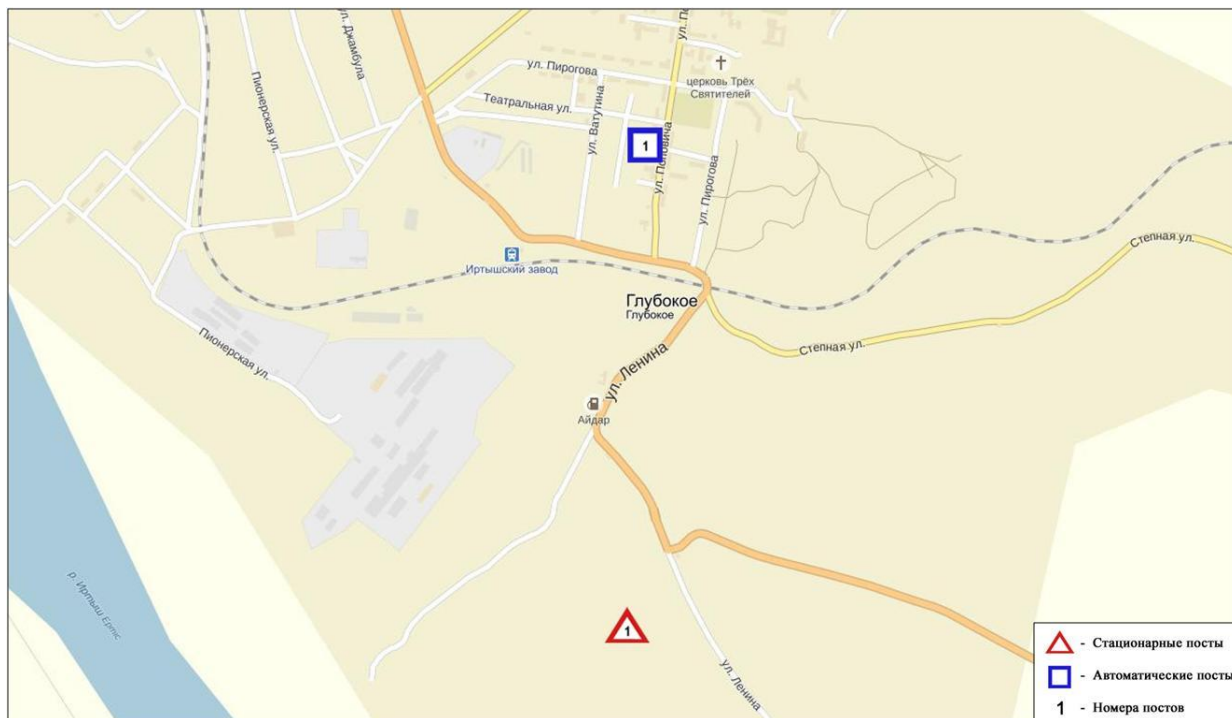 ул. По
ул. Джамбула
ул. Пирогова
церковь Трёх
Святителей
Пионерская ул.
Театральная ул.
ул. Ватутина
1
ул. Поповича
ул. Пирогова
Степная ул.
Иртышский завод
Глубокое
Глубокое
Пионерская ул.
Степная ул.
ул. Ленина
Айдар
р. Иртыш Ертіс
1
ул. Ленина
- Стационарные посты
- Автоматические посты
1 - Номера постов